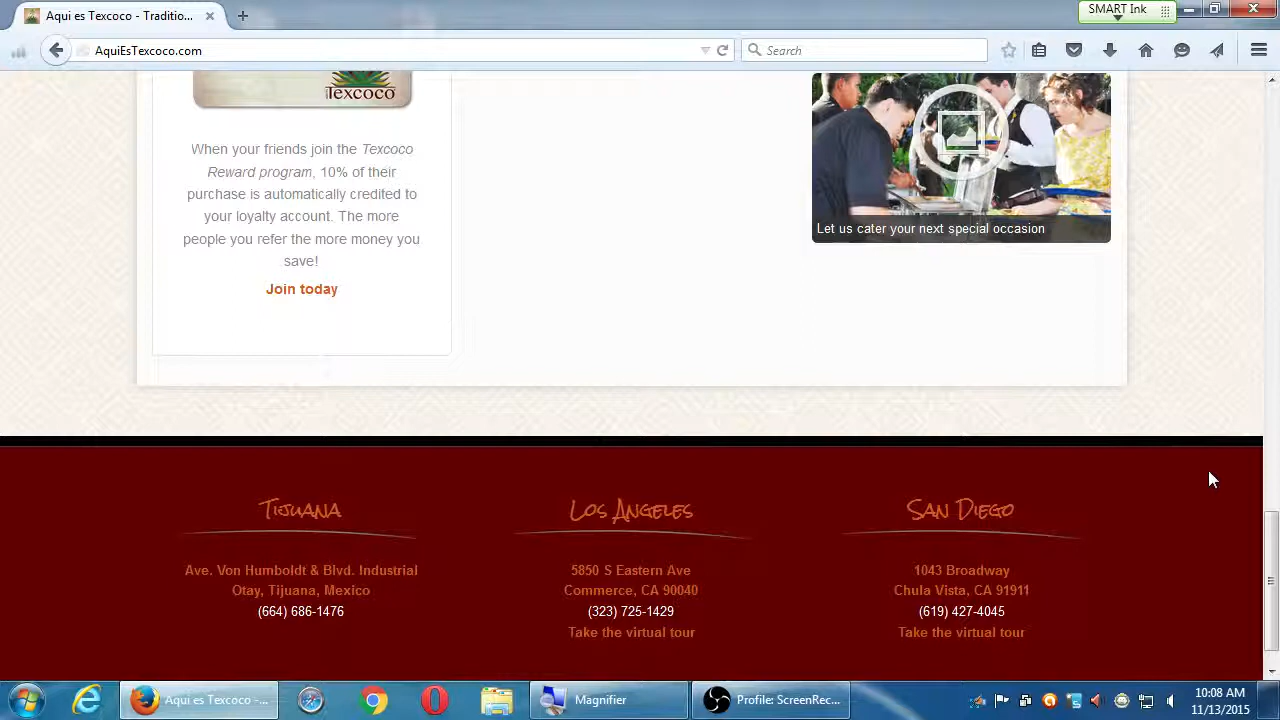 Aqui es Texcoco - Traditio...
SMART Ink
AquiEsTexcoco.com
Search
Texcoco
When your friends join the Texcoco
Reward program, 10% of their
purchase is automatically credited to
your loyalty account. The more
people you refer the more money you
save!
Join today
Let us cater your next special occasion
Tijuana
Ave. Von Humboldt & Blvd. Industrial
Otay, Tijuana, Mexico
(664) 686-1476
Los Angeles
5850 S Eastern Ave
Commerce, CA 90040
(323) 725-1429
Take the virtual tour
San Diego
1043 Broadway
Chula Vista, CA 91911
(619) 427-4045
Take the virtual tour
Aqui es Texcoco -...
Magnifier
Profile: ScreenRec...
10:08 AM
11/13/2015